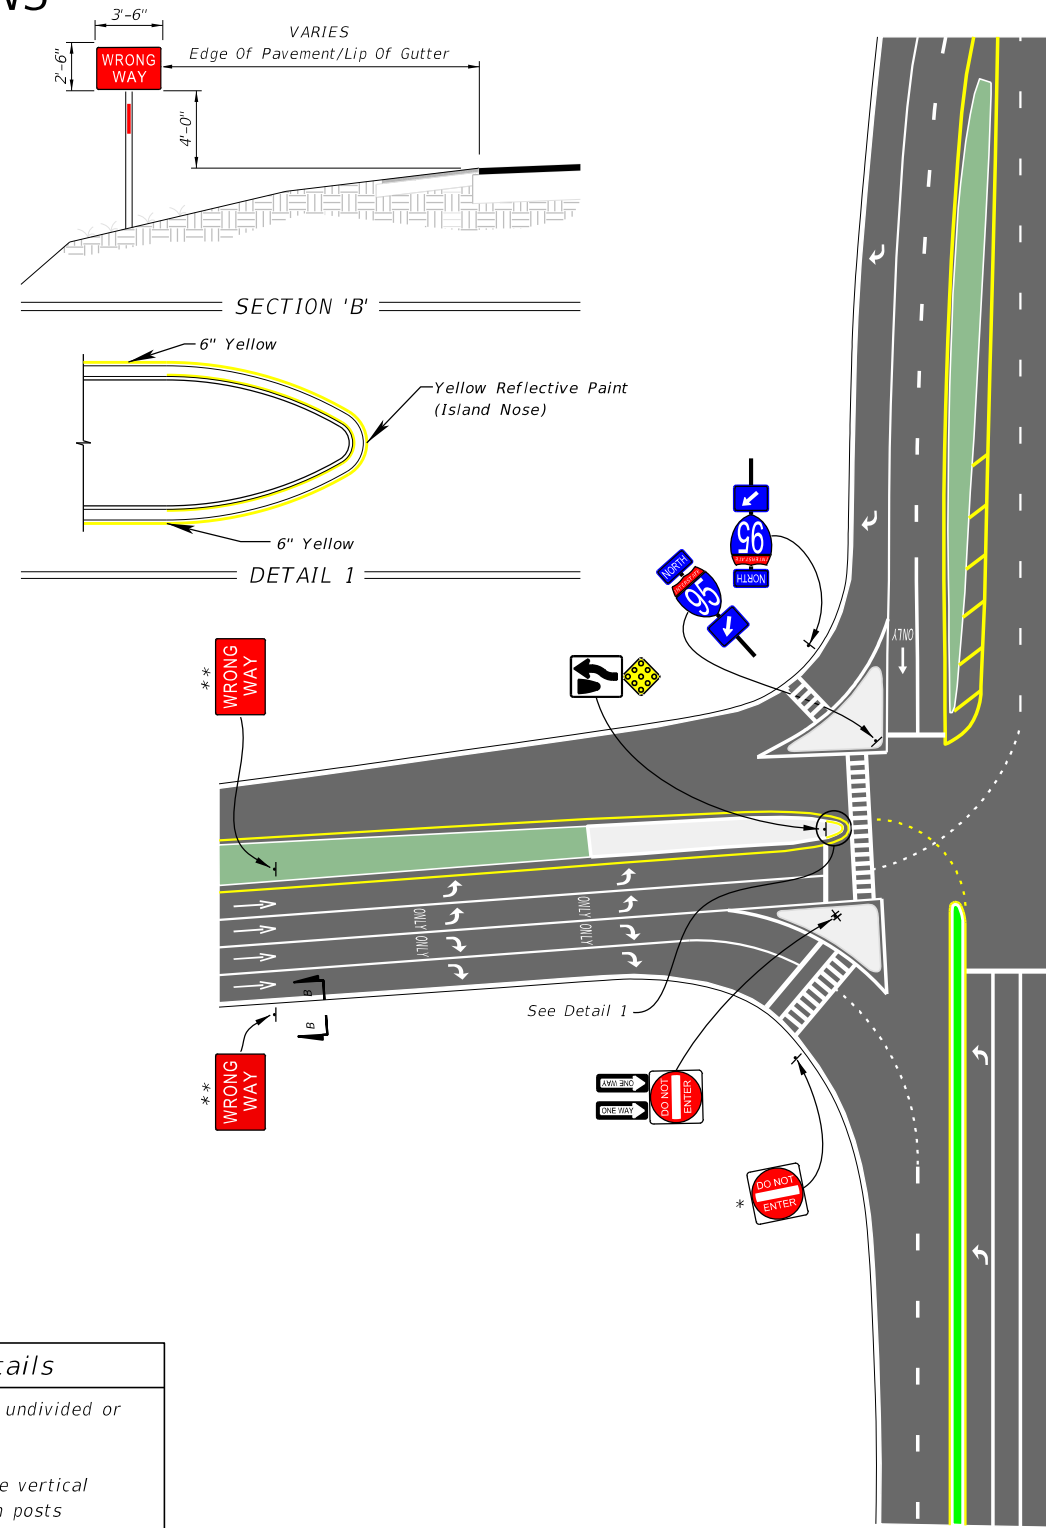 3'-6"
VARIES
Edge Of Pavement/Lip Of Gutter
2'-6"
WRONG
WAY
4'-0"
SECTION 'B'
6" Yellow
Yellow Reflective Paint
(Island Nose)
6" Yellow
DETAIL 1
95
INTERSTATE
NORTH
NORTH
INTERSTATE
95
**
WRONG
WAY
ONLY
ONLY
ONLY
ONLY
ONLY
B
B
See Detail 1
**
WRONG
WAY
ONE WAY
ONE WAY
DO NOT
ENTER
*
DO NOT
ENTER
undivided or
vertical
posts